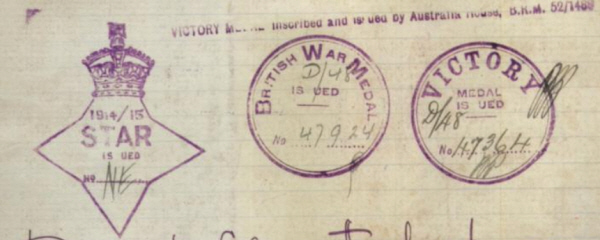 VICTORY MEDAL inscribed and issued by Australia House, B.R.M. 52/1469
1914/15
STAR
IS UED
No NE
BRITISH WAR MEDAL
D/48
IS UED
No 47924
VICTORY
MEDAL
IS UED
D/48
No 47364